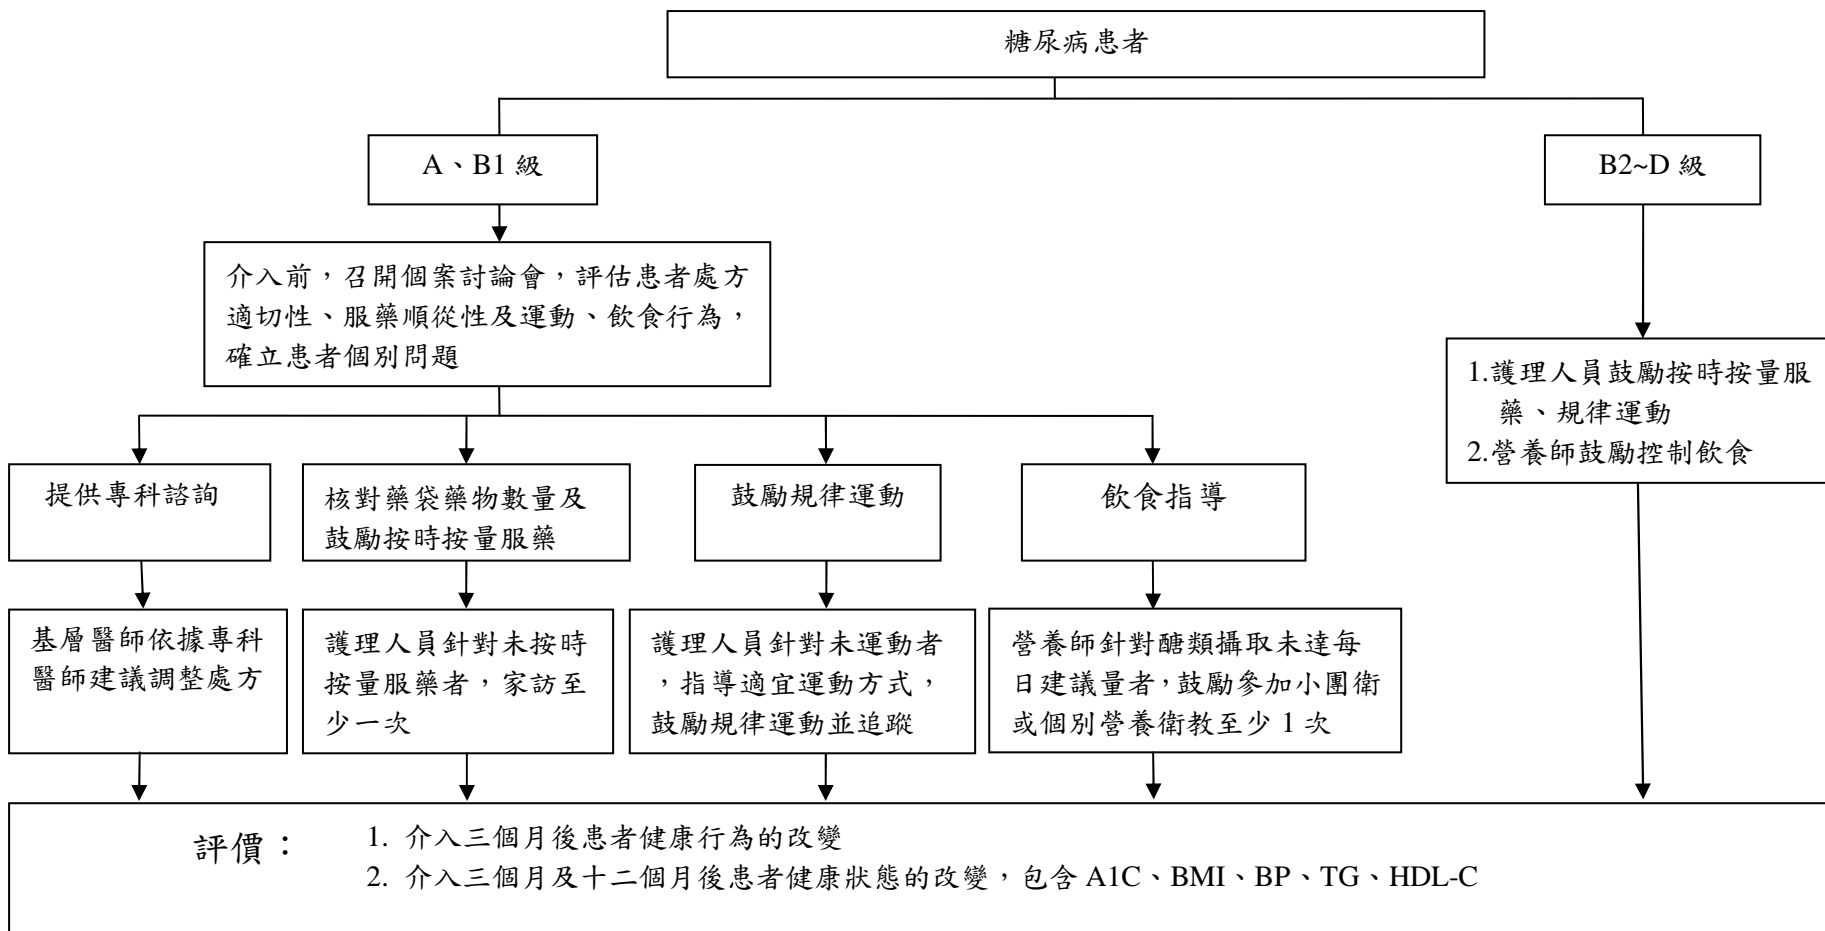 糖尿病患者
A、B1 級
B2~D 級
介入前，召開個案討論會，評估患者處方
適切性、服藥順從性及運動、飲食行為，
確立患者個別問題
1.護理人員鼓勵按時按量服
藥、規律運動
2.營養師鼓勵控制飲食
提供專科諮詢
核對藥袋藥物數量及
鼓勵按時按量服藥
鼓勵規律運動
飲食指導
基層醫師依據專科
醫師建議調整處方
護理人員針對未按時
按量服藥者，家訪至
少一次
護理人員針對未運動者
，指導適宜運動方式，
鼓勵規律運動並追蹤
營養師針對醣類攝取未達每
日建議量者，鼓勵參加小團衛
或個別營養衛教至少 1 次
評價：
1. 介入三個月後患者健康行為的改變
2. 介入三個月及十二個月後患者健康狀態的改變，包含 A1C、BMI、BP、TG、HDL-C